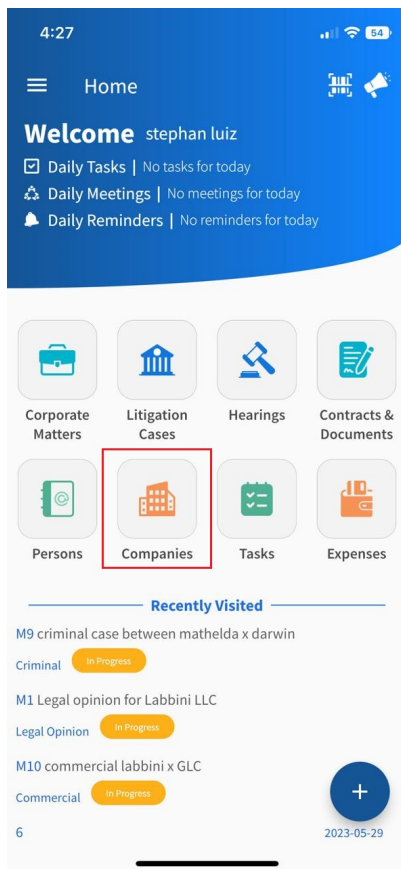 4:27
54
Home
Welcome stephan luiz
Daily Tasks | No tasks for today
Daily Meetings | No meetings for today
Daily Reminders | No reminders for today
Corporate Matters
Litigation Cases
Hearings
Contracts & Documents
Persons
Companies
Tasks
Expenses
Recently Visited
M9 criminal case between mathelda x darwin
Criminal In Progress
M1 Legal opinion for Labbini LLC
Legal Opinion In Progress
M10 commercial labbini x GLC
Commercial In Progress
+
6 2023-05-29